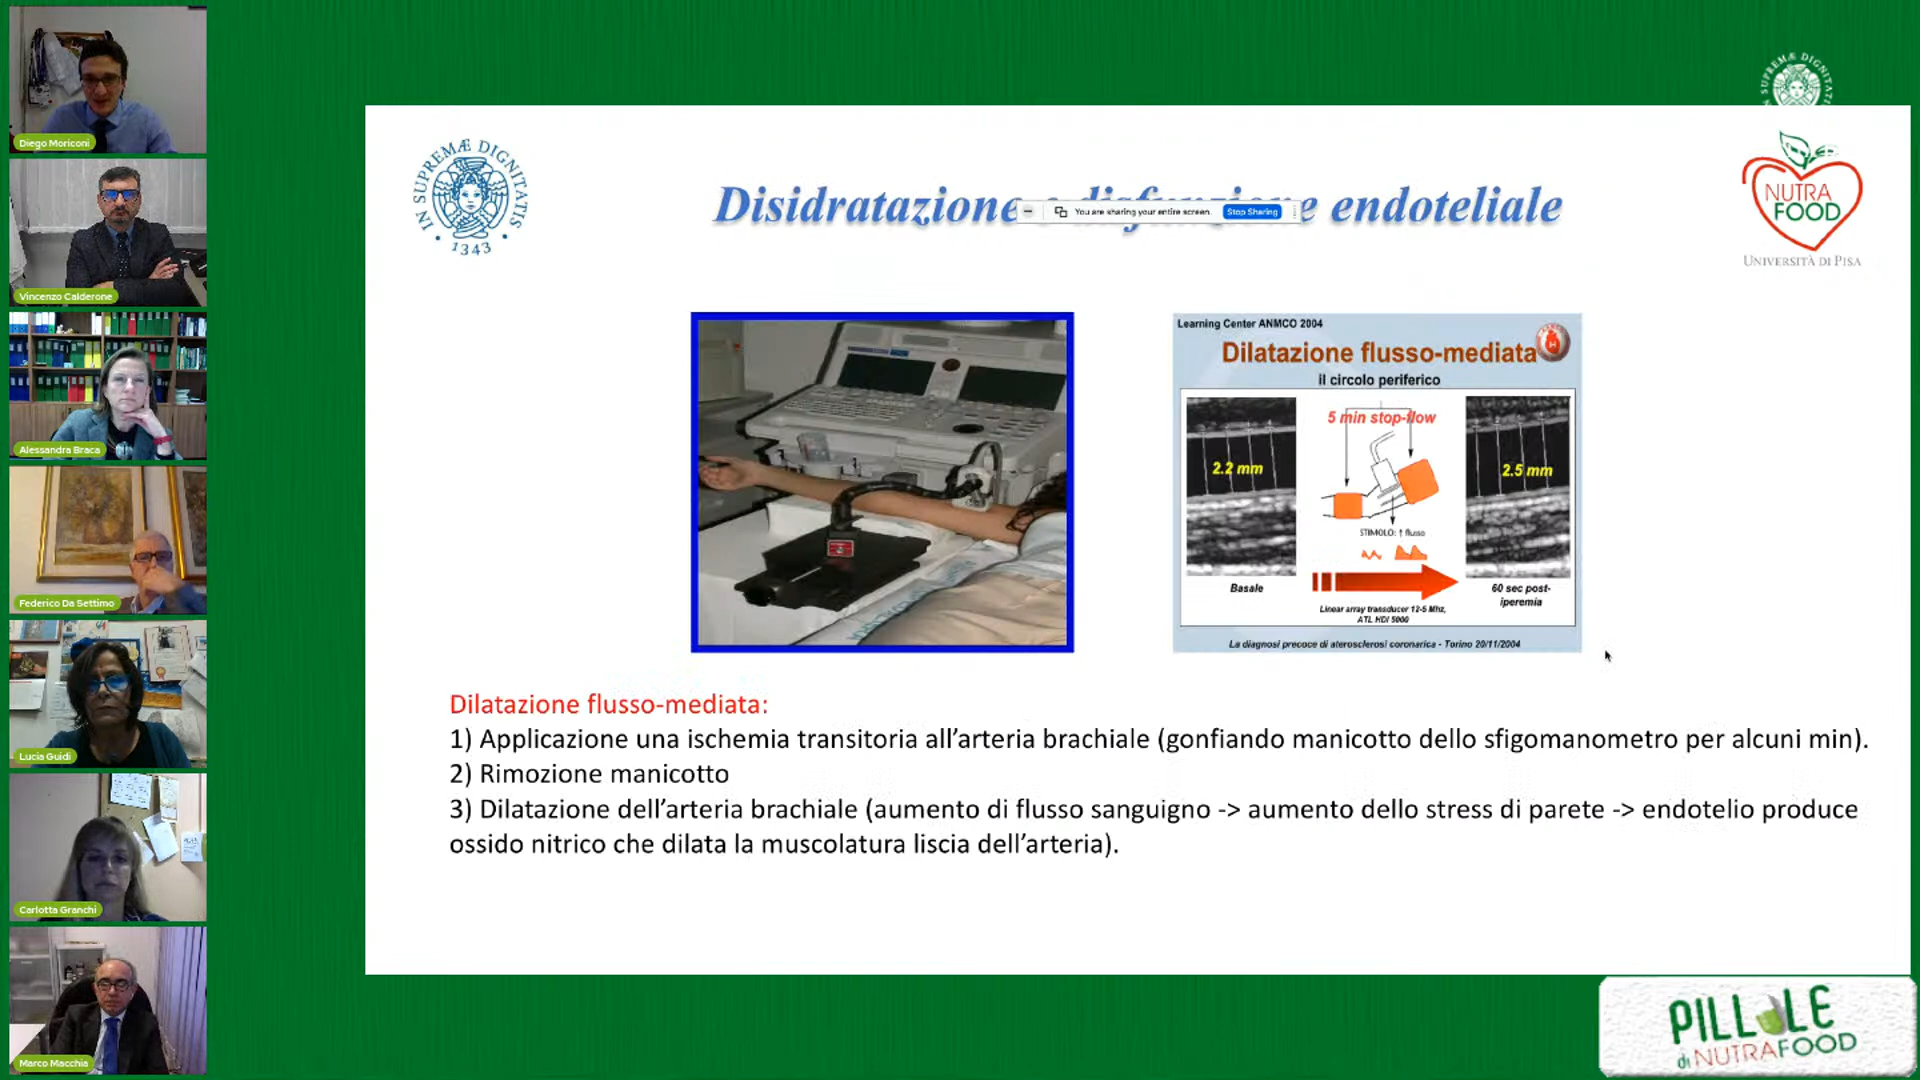 Diego Moriconi
Vincenzo Calderone
Alessandra Braca
Federico Da Settimo
Lucia Guidi
Carlotta Granchi
Marco Macchia
IN SUPREMÆ DIGNITATIS
1343
Disidratazione e disfunzione endoteliale
You are sharing your entire screen.
Stop Sharing
NUTRA
FOOD
UNIVERSITÀ DI PISA
Learning Center ANMCO 2004
Dilatazione flusso-mediata
il circolo periferico
5 min stop-flow
2.2 mm
2.5 mm
STIMOLO: ↑ flusso
Basale
60 sec post-
iperemia
Linear array transducer 12-5 Mhz,
ATL HDI 5000
La diagnosi precoce di aterosclerosi coronarica - Torino 20/11/2004
Dilatazione flusso-mediata:
1) Applicazione una ischemia transitoria all’arteria brachiale (gonfiando manicotto dello sfigomanometro per alcuni min).
2) Rimozione manicotto
3) Dilatazione dell’arteria brachiale (aumento di flusso sanguigno -> aumento dello stress di parete -> endotelio produce
ossido nitrico che dilata la muscolatura liscia dell’arteria).
PILLOLE
di NUTRAFOOD